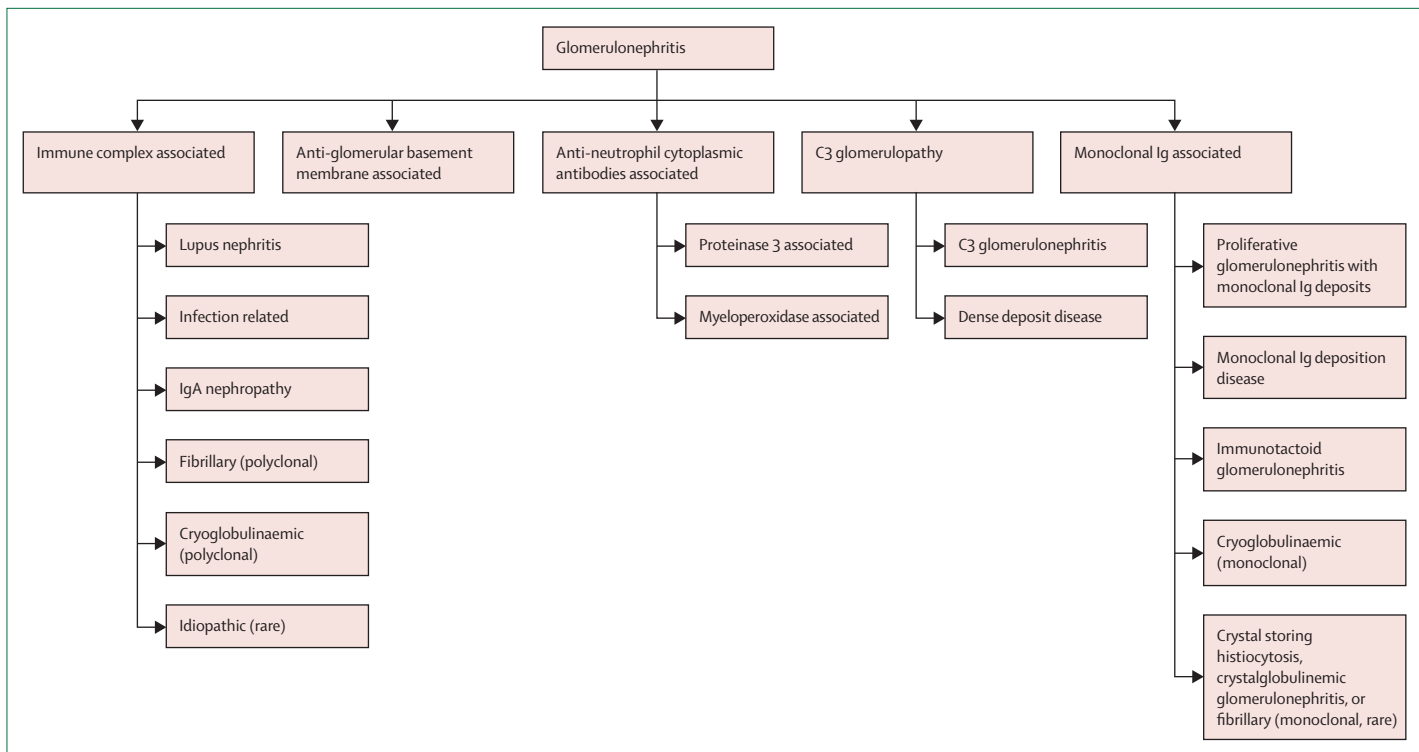 Glomerulonephritis
Immune complex associated
Anti-glomerular basement
membrane associated
Anti-neutrophil cytoplasmic
antibodies associated
C3 glomerulopathy
Monoclonal Ig associated
Lupus nephritis
Infection related
IgA nephropathy
Fibrillary (polyclonal)
Cryoglobulinaemic
(polyclonal)
Idiopathic (rare)
Proteinase 3 associated
Myeloperoxidase associated
C3 glomerulonephritis
Dense deposit disease
Proliferative
glomerulonephritis with
monoclonal Ig deposits
Monoclonal Ig deposition
disease
Immunotactoid
glomerulonephritis
Cryoglobulinaemic
(monoclonal)
Crystal storing
histiocytosis,
crystalglobulinemic
glomerulonephritis, or
fibrillary (monoclonal, rare)